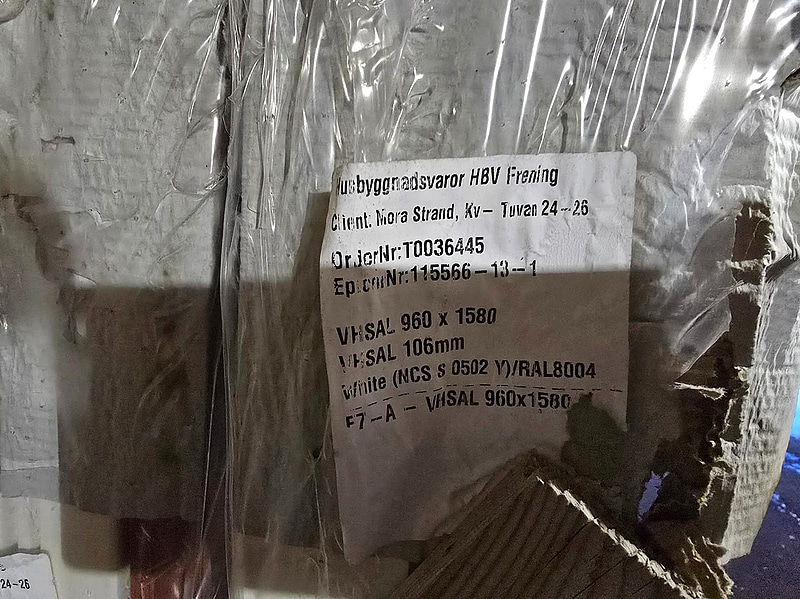 Husbyggnadsvaror HBV Frening
Client: Mora Strand, Kv- Tuvan 24-26
OrderNr:T0036445
EpicorNr:115566-13-1
VHSAL 960 x 1580
VHSAL 106mm
White (NCS S 0502 Y)/RAL8004
F7-A - VHSAL 960x1580
24-26